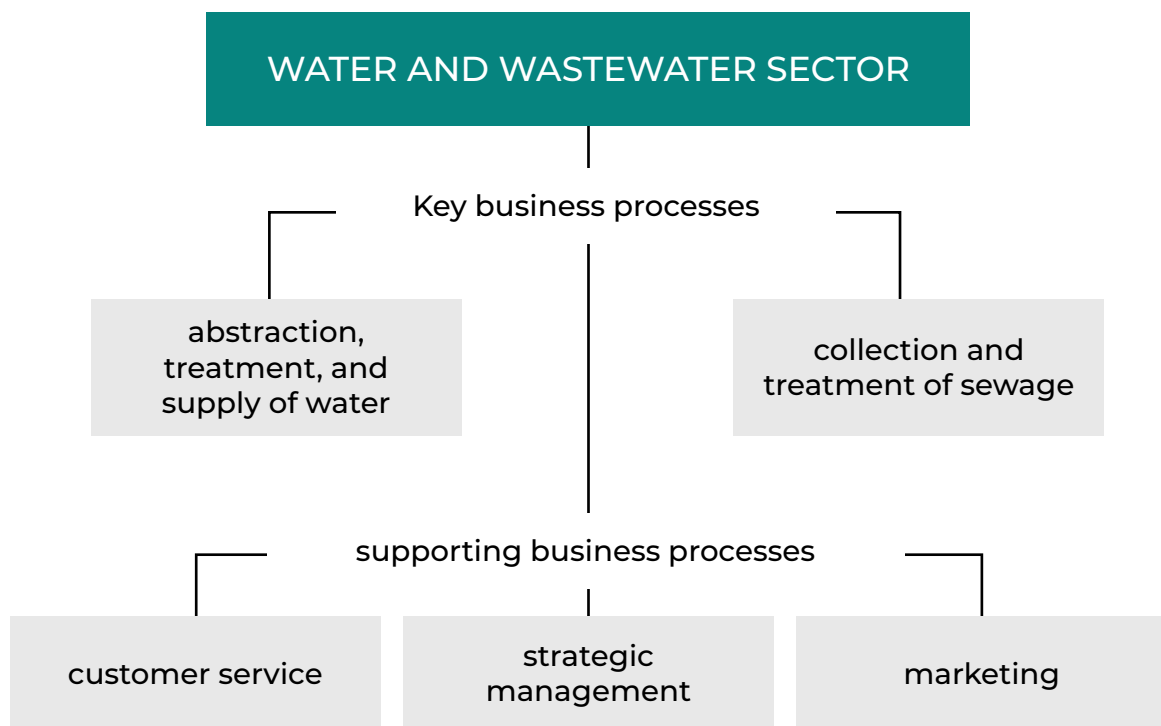 WATER AND WASTEWATER SECTOR
Key business processes
abstraction,
treatment, and
supply of water
collection and
treatment of sewage
supporting business processes
customer service
strategic
management
marketing